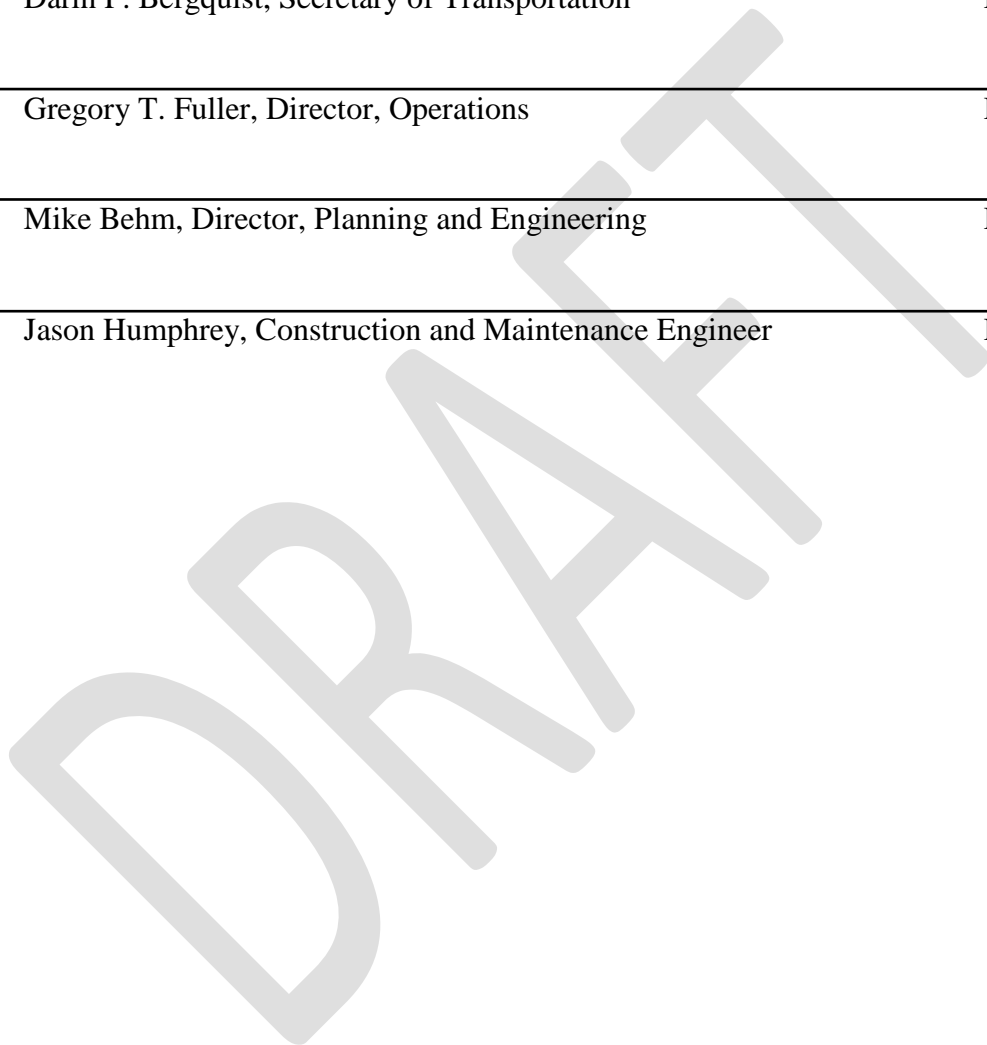 Darin P. Bergquist, Secretary of Transportation
Gregory T. Fuller, Director, Operations
Mike Behm, Director, Planning and Engineering
Jason Humphrey, Construction and Maintenance Engineer
DRAFT